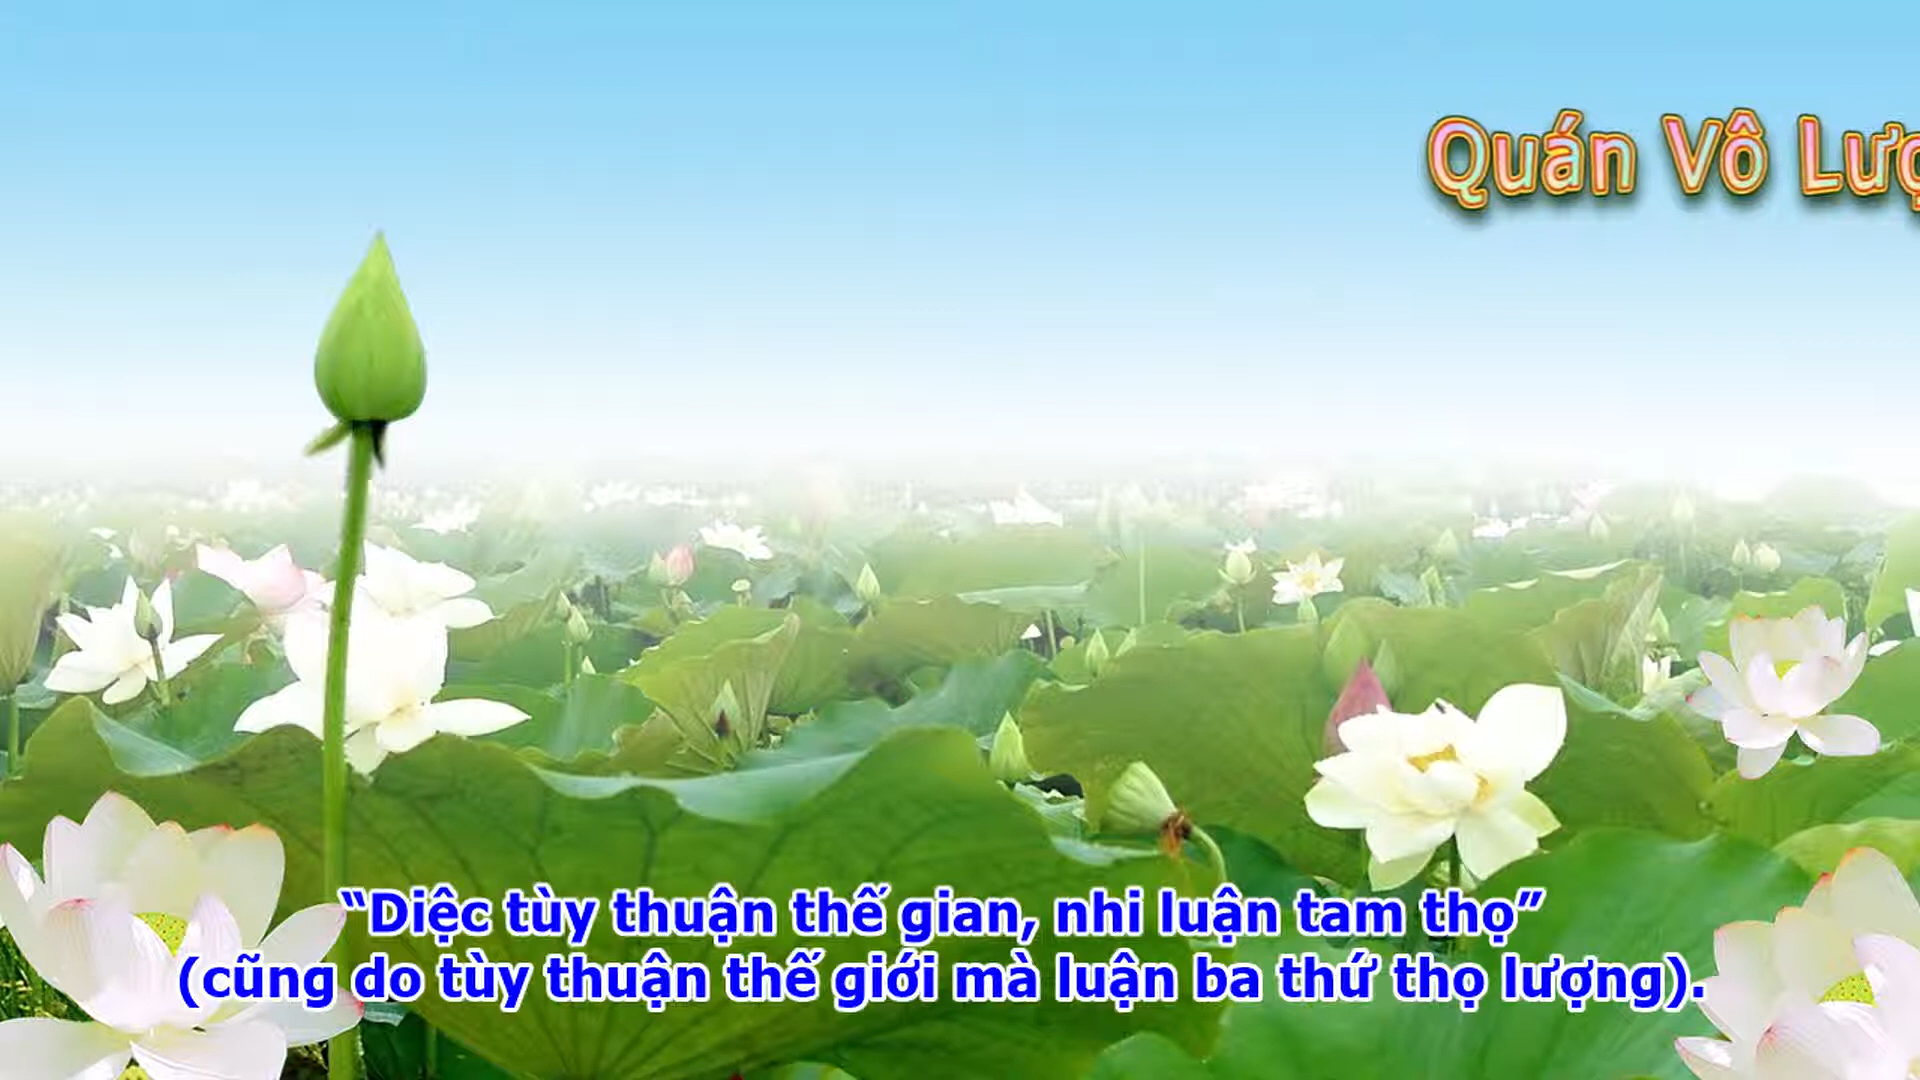 Quán Vô Lượ
“Diệc tùy thuận thế gian, nhi luận tam thọ”
(cũng do tùy thuận thế giới mà luận ba thứ thọ lượng).